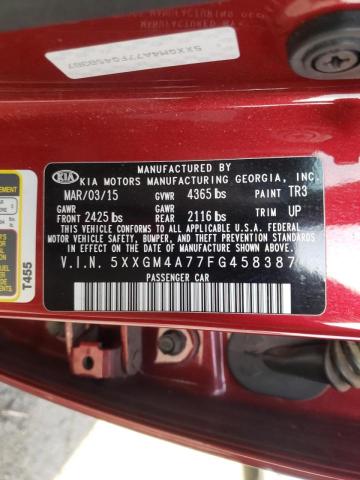 5XXGM4A77FG458387
MANUFACTURED BY
KIA KIA MOTORS MANUFACTURING GEORGIA, INC.
MAR/03/15 GVWR 4365 lbs PAINT TR3
GAWR GAWR
FRONT 2425 lbs REAR 2116 lbs TRIM UP
THIS VEHICLE CONFORMS TO ALL APPLICABLE U.S. FEDERAL
MOTOR VEHICLE SAFETY, BUMPER, AND THEFT PREVENTION
STANDARDS IN EFFECT ON THE DATE OF MANUFACTURE SHOWN ABOVE.
V.I.N. 5XXGM4A77FG458387
PASSENGER CAR
T455